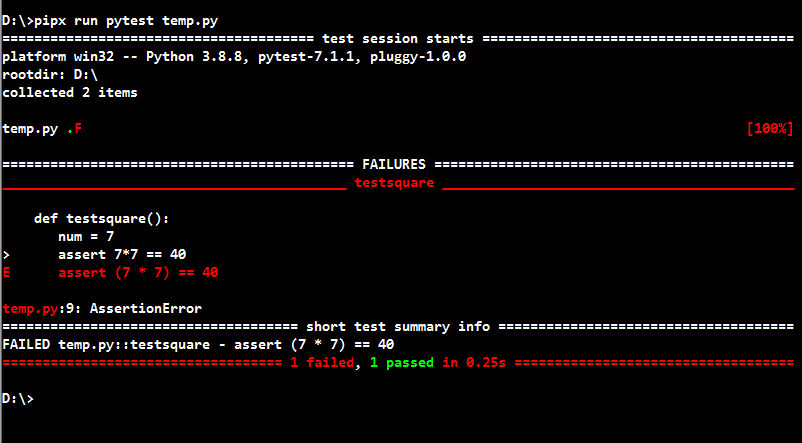 D:\>pipx run pytest temp.py
======================================= test session starts =======================================
platform win32 -- Python 3.8.8, pytest-7.1.1, pluggy-1.0.0
rootdir: D:\
collected 2 items
temp.py .F [100%]
============================================ FAILURES =============================================
___________________________________________ testsquare ____________________________________________
def testsquare():
num = 7
> assert 7*7 == 40
E assert (7 * 7) == 40
temp.py:9: AssertionError
===================================== short test summary info =====================================
FAILED temp.py::testsquare - assert (7 * 7) == 40
=================================== 1 failed, 1 passed in 0.25s ===================================
D:\>